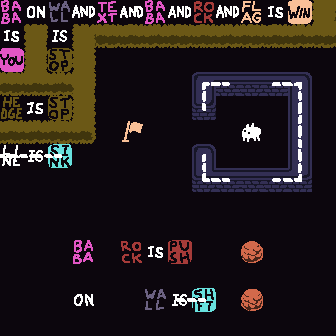 BABA ON WALL AND TEXT AND BABA AND ROCK AND FLAG IS WIN
IS IS
YOU STOP
HEDGE IS STOP
LINE IS SINK
BABA ROCK IS PUSH
ON WALL IS SHIFT